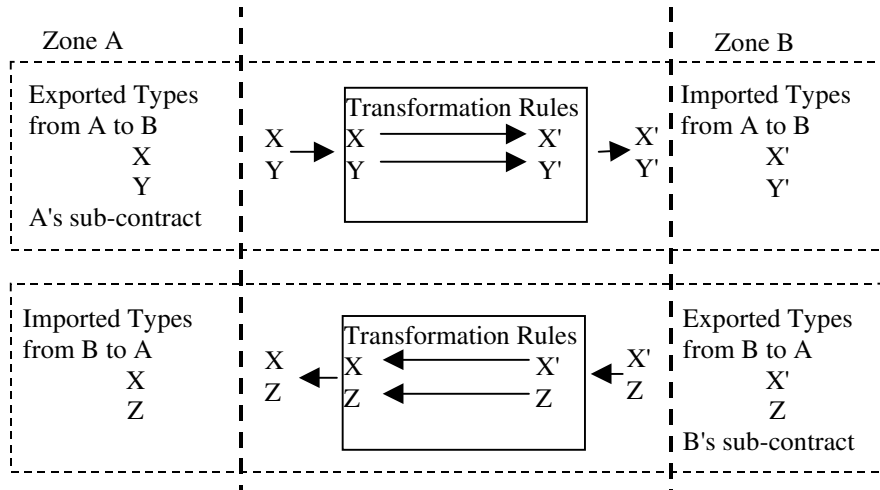 Zone A
Zone B
Exported Types
from A to B
X
Y
A's sub-contract
X
Y
Transformation Rules
X X'
Y Y'
X'
Y'
Imported Types
from A to B
X'
Y'
Imported Types
from B to A
X
Z
X
Z
Transformation Rules
X X'
Z Z
X'
Z
Exported Types
from B to A
X'
Z
B's sub-contract